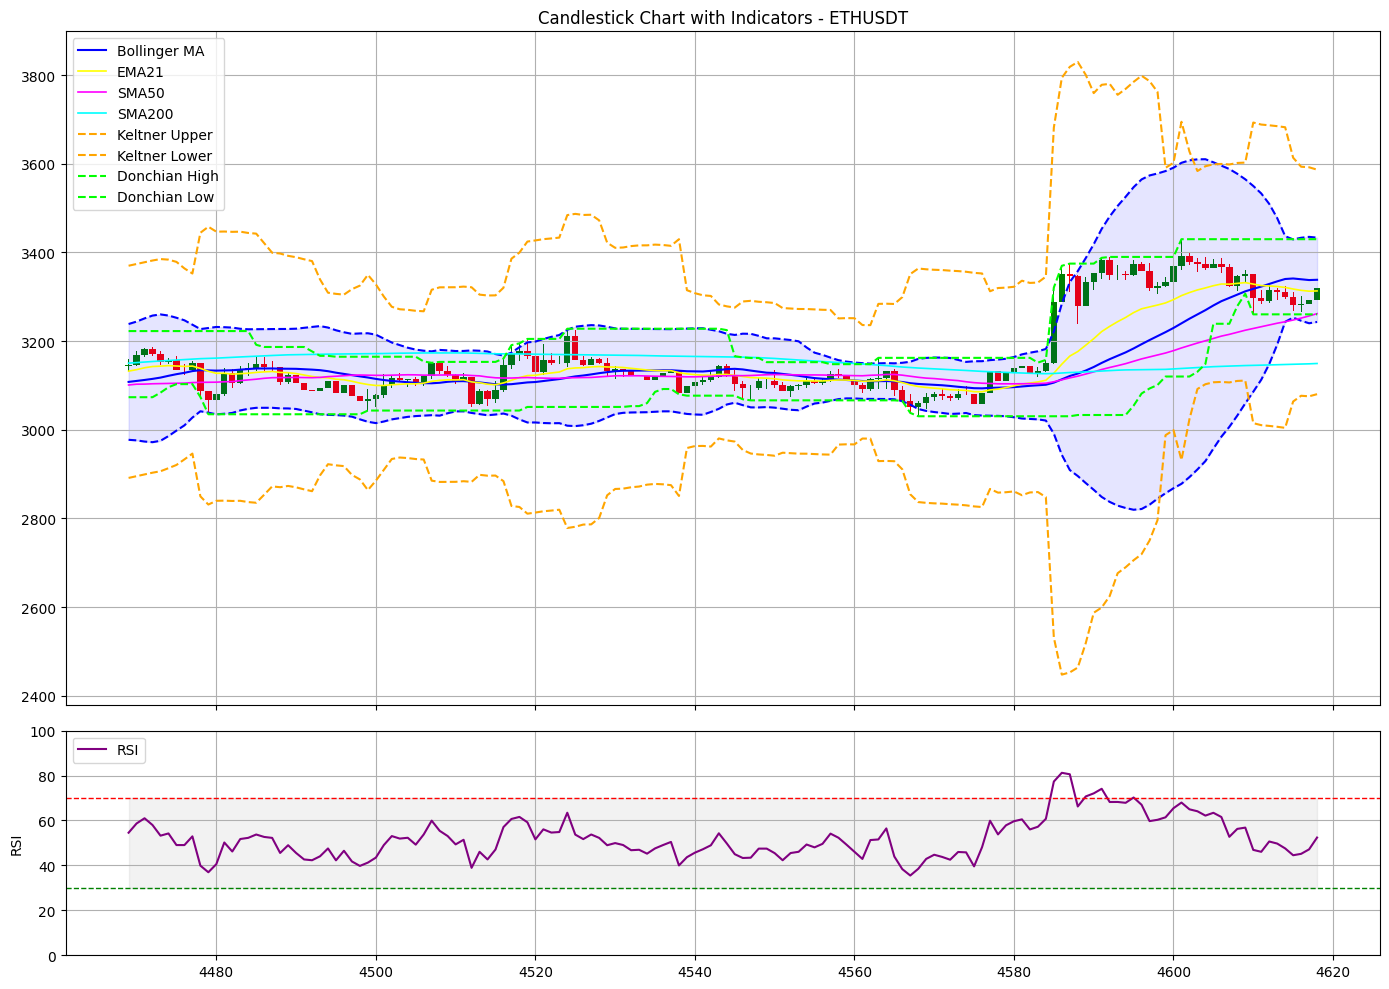 Candlestick Chart with Indicators - ETHUSDT
Bollinger MA
EMA21
SMA50
SMA200
Keltner Upper
Keltner Lower
Donchian High
Donchian Low
3800
3600
3400
3200
3000
2800
2600
2400
RSI
100
80
60
40
20
0
RSI
4480
4500
4520
4540
4560
4580
4600
4620